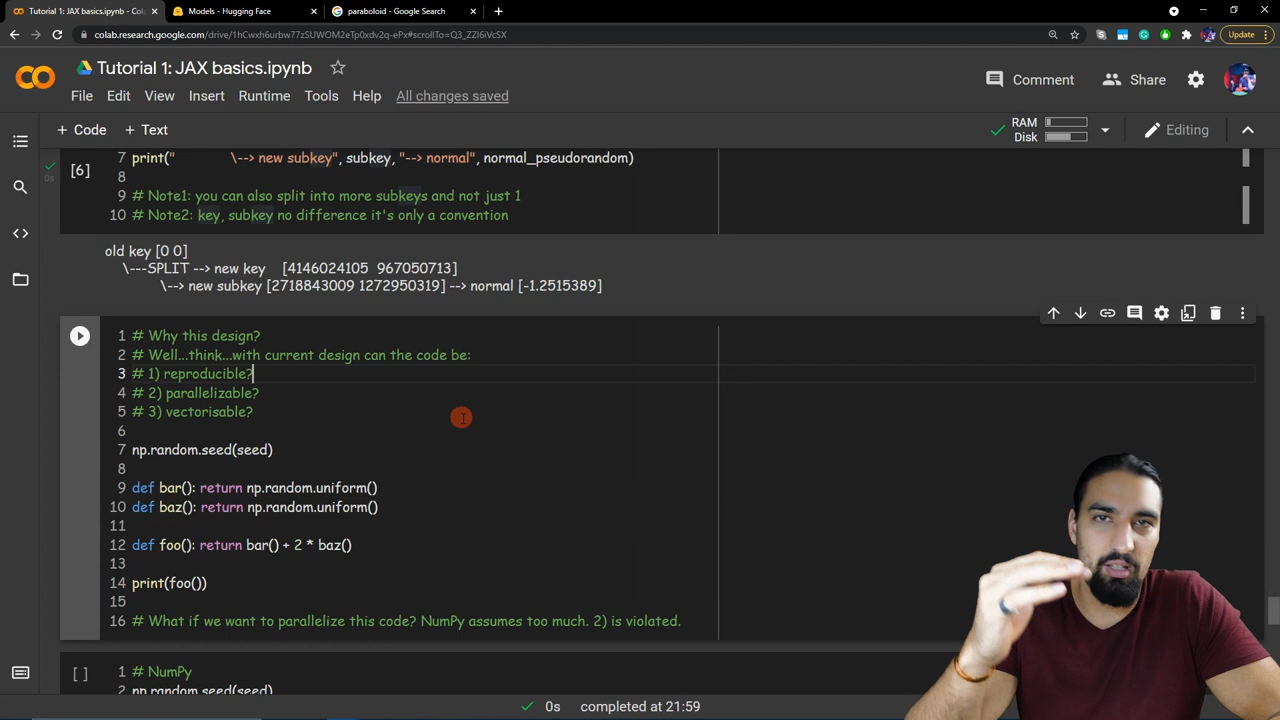 Tutorial 1: JAX basics.ipynb - Cola
Models - Hugging Face
paraboloid - Google Search
colab.research.google.com/drive/1hCwxh6urbw77zSUWOM2eTp0xdv2q-ePx#scrollTo=Q3_ZZI6iVcSX
Update
Tutorial 1: JAX basics.ipynb
Comment
Share
File Edit View Insert Runtime Tools Help All changes saved
+ Code + Text
RAM
Disk
Editing
[6]
0s
7 print(" \--> new subkey", subkey, "--> normal", normal_pseudorandom)
8
9 # Note1: you can also split into more subkeys and not just 1
10 # Note2: key, subkey no difference it's only a convention
old key [0 0]
\---SPLIT --> new key [4146024105 967050713]
\--> new subkey [2718843009 1272950319] --> normal [-1.2515389]
1 # Why this design?
2 # Well...think...with current design can the code be:
3 # 1) reproducible?
4 # 2) parallelizable?
5 # 3) vectorisable?
6
7 np.random.seed(seed)
8
9 def bar(): return np.random.uniform()
10 def baz(): return np.random.uniform()
11
12 def foo(): return bar() + 2 * baz()
13
14 print(foo())
15
16 # What if we want to parallelize this code? NumPy assumes too much. 2) is violated.
[ ]
1 # NumPy
2 np.random.seed(seed)
0s completed at 21:59